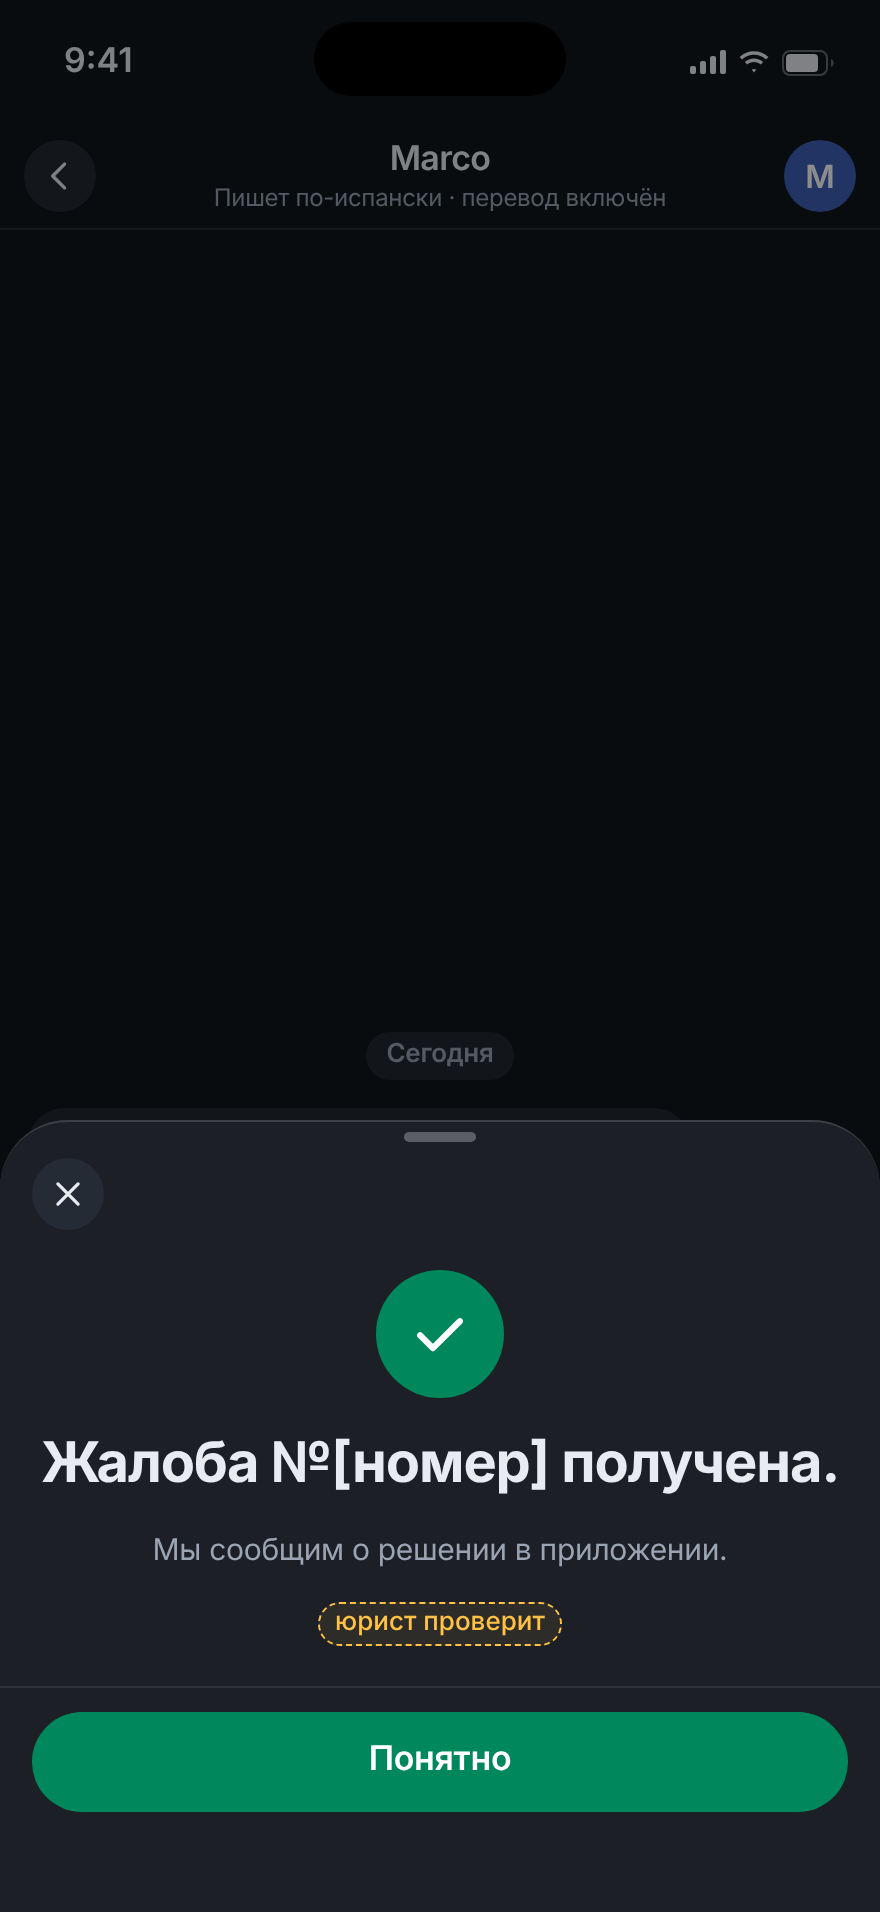 9:41
Marco
Пишет по-испански · перевод включён
M
Сегодня
Жалоба №[номер] получена.
Мы сообщим о решении в приложении.
юрист проверит
Понятно